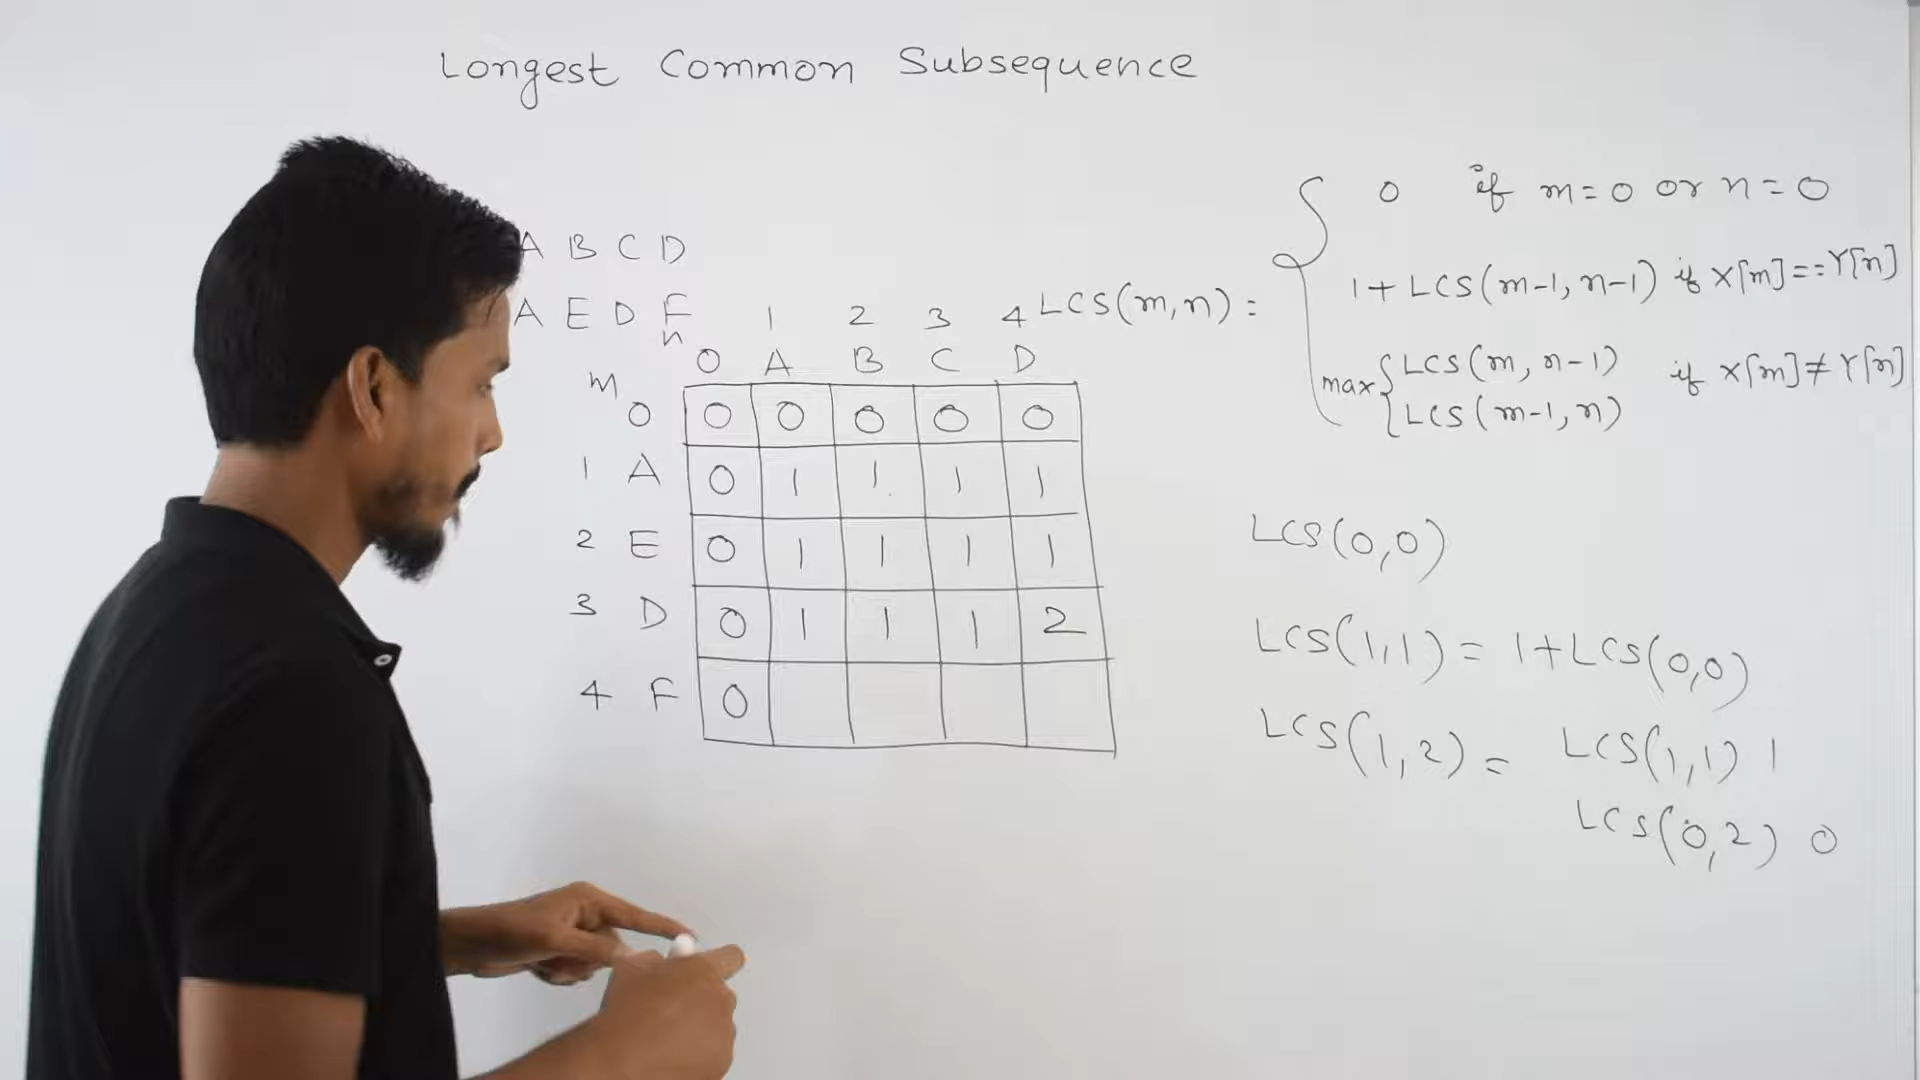 Longest Common Subsequence
A B C D
A E D F
1 2 3 4
n
0 A B C D
m
0 0 0 0 0 0
1 A 0 1 1 1 1
2 E 0 1 1 1 1
3 D 0 1 1 1 2
4 F 0
LCS(m,n) =
0 if m=0 or n=0
1+LCS(m-1, n-1) if X[m]==Y[n]
max{LCS(m, n-1) if X[m]≠Y[n]
{LCS(m-1, n)
LCS(0,0)
LCS(1,1) = 1+LCS(0,0)
LCS(1,2) = LCS(1,1) 1
LCS(0,2) 0